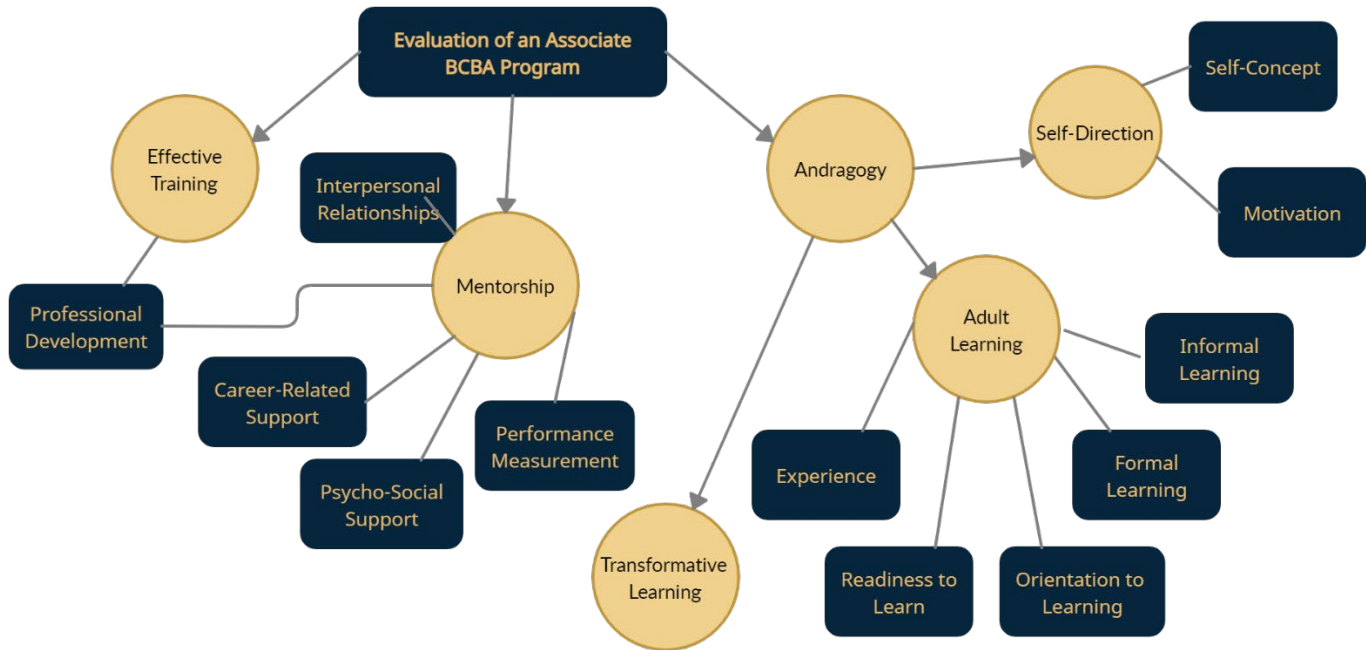 Evaluation of an Associate
BCBA Program
Effective
Training
Interpersonal
Relationships
Mentorship
Professional
Development
Career-Related
Support
Psycho-Social
Support
Performance
Measurement
Andragogy
Self-Direction
Self-Concept
Motivation
Adult
Learning
Informal
Learning
Formal
Learning
Experience
Readiness to
Learn
Orientation to
Learning
Transformative
Learning